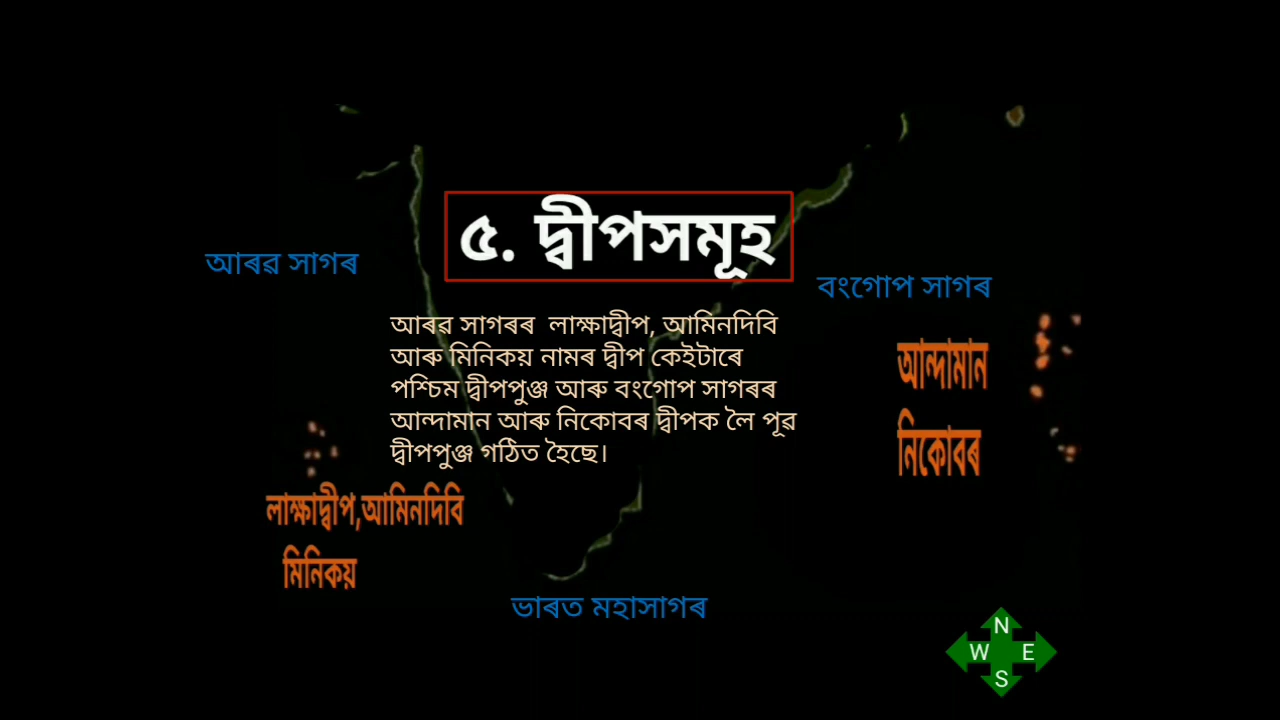 ৫. দ্বীপসমূহ
আৰৱ সাগৰ
বংগোপ সাগৰ
আৰৱ সাগৰৰ লাক্ষাদ্বীপ, আমিনদিবি
আৰু মিনিকয় নামৰ দ্বীপ কেইটাৰে
পশ্চিম দ্বীপপুঞ্জ আৰু বংগোপ সাগৰৰ
আন্দামান আৰু নিকোবৰ দ্বীপক লৈ পূৱ
দ্বীপপুঞ্জ গঠিত হৈছে।
আন্দামান
নিকোবৰ
লাক্ষাদ্বীপ,আমিনদিবি
মিনিকয়
ভাৰত মহাসাগৰ
N
W E
S